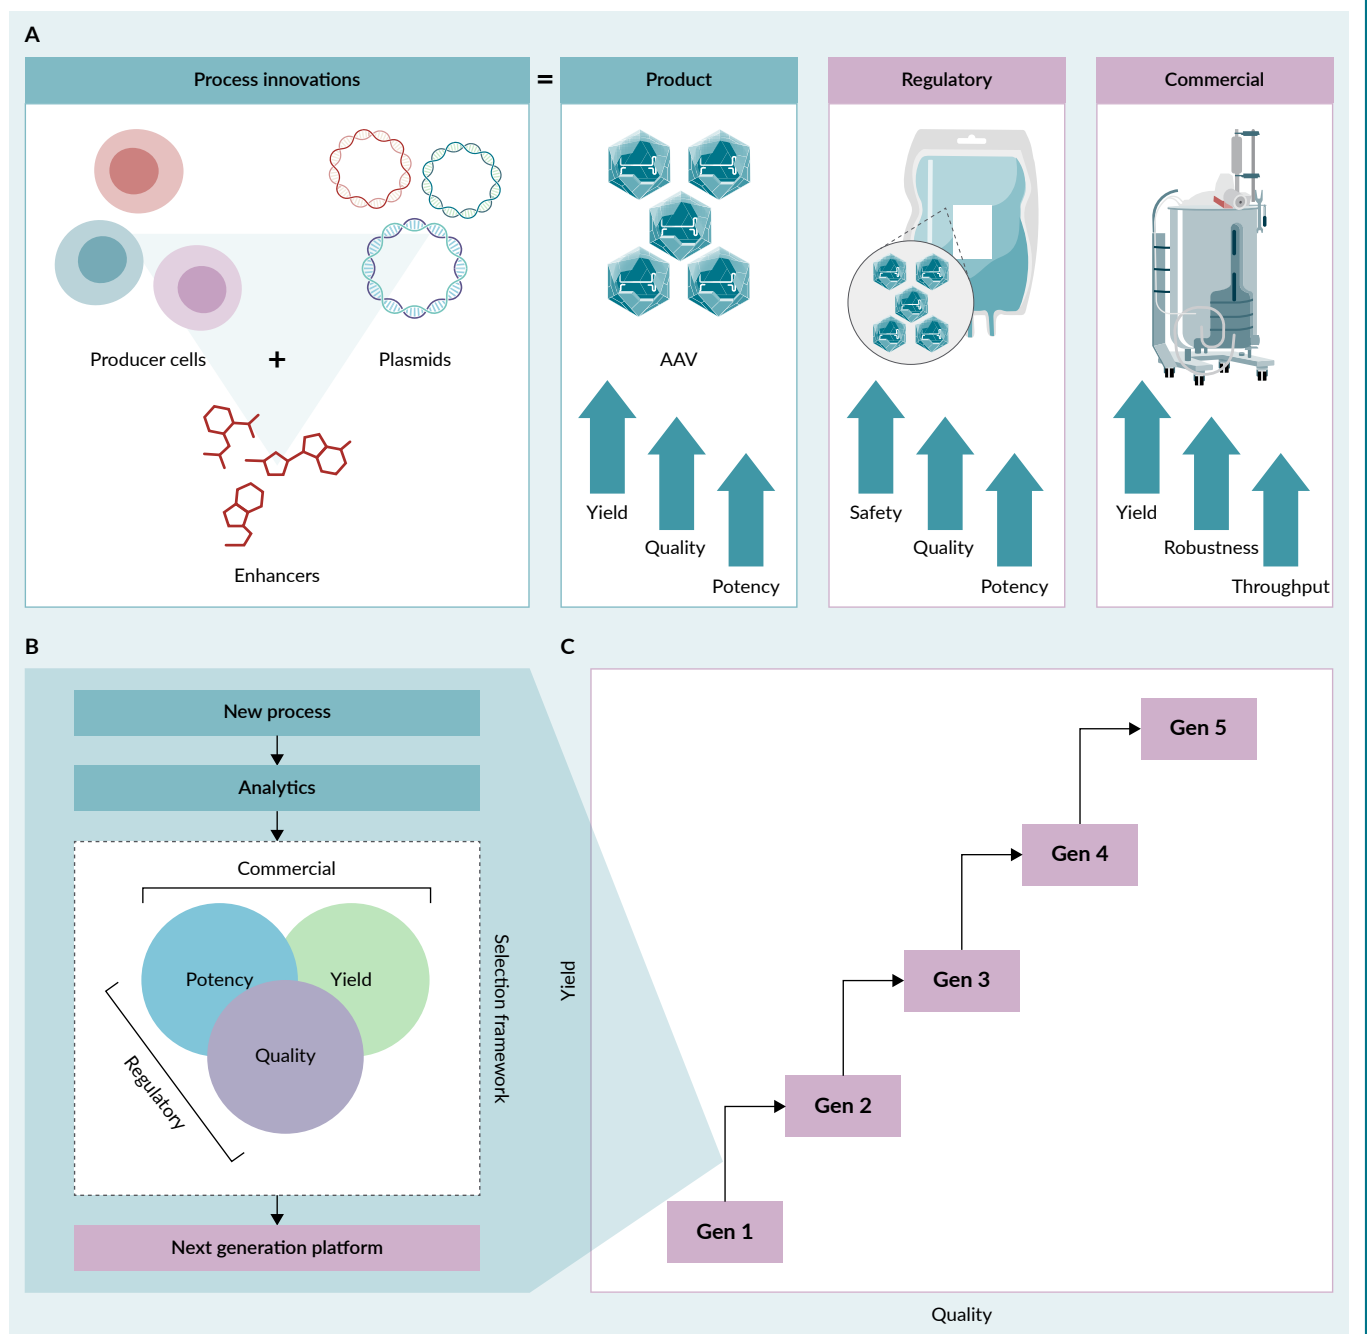 A
Process innovations
=
Product
Regulatory
Commercial
Producer cells
+
Plasmids
Enhancers
AAV
Yield
Quality
Potency
Safety
Quality
Potency
Yield
Robustness
Throughput
B
New process
Analytics
Commercial
Potency
Yield
Quality
Regulatory
Selection framework
Next generation platform
C
Yield
Gen 5
Gen 4
Gen 3
Gen 2
Gen 1
Quality